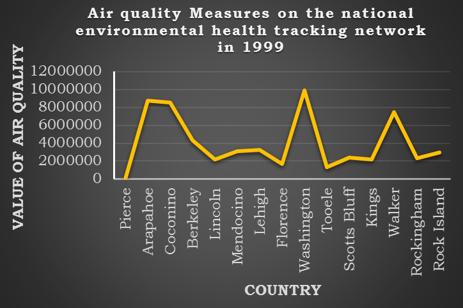 Air quality Measures on the national
environmental health tracking network
in 1999
VALUE OF AIR QUALITY
12000000
10000000
8000000
6000000
4000000
2000000
0
Pierce
Arapahoe
Coconino
Berkeley
Lincoln
Mendocino
Lehigh
Florence
Washington
Tooele
Scotts Bluff
Kings
Walker
Rockingham
Rock Island
COUNTRY